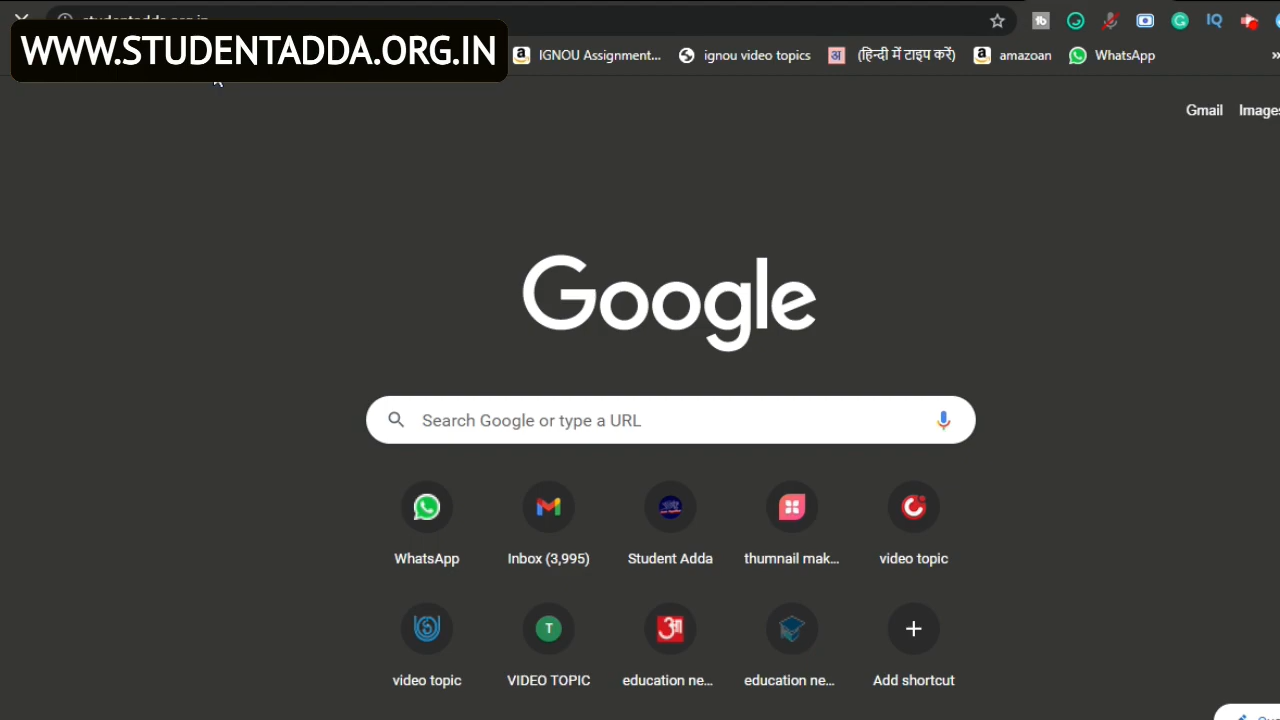 WWW.STUDENTADDA.ORG.IN
IGNOU Assignment...
ignou video topics
अ
(हिन्दी में टाइप करें)
amazoan
WhatsApp
IQ
Gmail
Images
Google
Search Google or type a URL
WhatsApp
Inbox (3,995)
Student Adda
thumnail mak...
video topic
T
आ
video topic
VIDEO TOPIC
education ne...
education ne...
Add shortcut